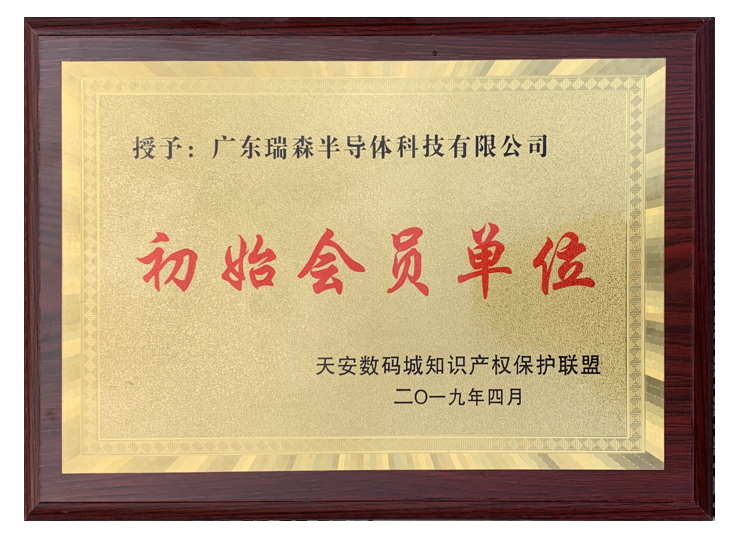 授予：广东瑞森半导体科技有限公司
初始会员单位
天安数码城知识产权保护联盟
二〇一九年四月